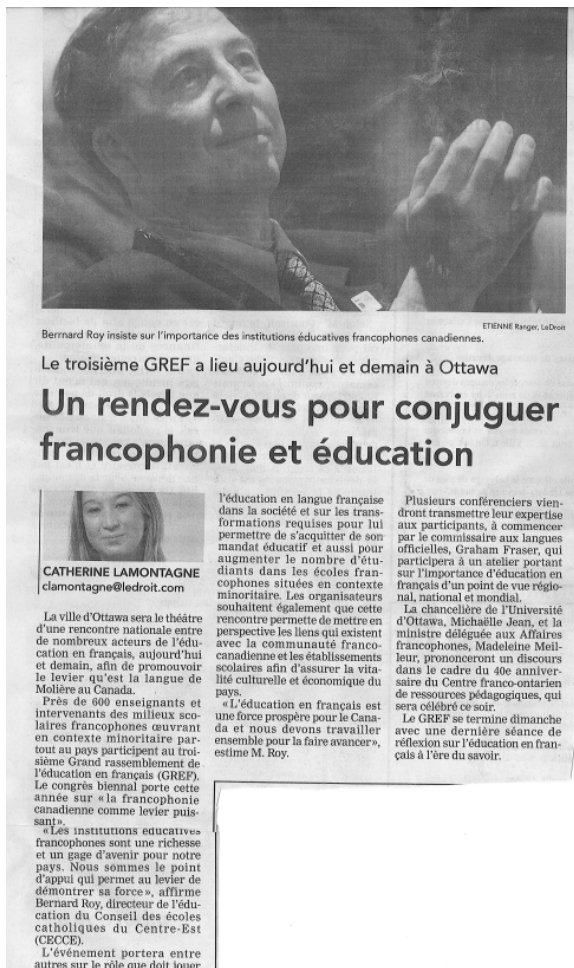 ETIENNE Ranger, LeDroit
Berrnard Roy insiste sur l'importance des institutions éducatives francophones canadiennes.
Le troisième GREF a lieu aujourd'hui et demain à Ottawa
Un rendez-vous pour conjuguer
francophonie et éducation
CATHERINE LAMONTAGNE
clamontagne@ledroit.com
La ville d'Ottawa sera le théâtre
d'une rencontre nationale entre
de nombreux acteurs de l'édu-
cation en français, aujourd'hui
et demain, afin de promouvoir
le levier qu'est la langue de
Molière au Canada.
Près de 600 enseignants et
intervenants des milieux sco-
laires francophones œuvrant
en contexte minoritaire par-
tout au pays participent au troi-
sième Grand rassemblement de
l'éducation en français (GREF).
Le congrès biennal porte cette
année sur «la francophonie
canadienne comme levier puis-
sant».
«Les institutions éducatives
francophones sont une richesse
et un gage d'avenir pour notre
pays. Nous sommes le point
d'appui qui permet au levier de
démontrer sa force», affirme
Bernard Roy, directeur de l'édu-
cation du Conseil des écoles
catholiques du Centre-Est
(CECCE).
L'événement portera entre
autres sur le rôle que doit jouer
l'éducation en langue française
dans la société et sur les trans-
formations requises pour lui
permettre de s'acquitter de son
mandat éducatif et aussi pour
augmenter le nombre d'étu-
diants dans les écoles fran-
cophones situées en contexte
minoritaire. Les organisateurs
souhaitent également que cette
rencontre permette de mettre en
perspective les liens qui existent
avec la communauté franco-
canadienne et les établissements
scolaires afin d'assurer la vita-
lité culturelle et économique du
pays.
«L'éducation en français est
une force prospère pour le Cana-
da et nous devons travailler
ensemble pour la faire avancer»,
estime M. Roy.
Plusieurs conférenciers vien-
dront transmettre leur expertise
aux participants, à commencer
par le commissaire aux langues
officielles, Graham Fraser, qui
participera à un atelier portant
sur l'importance d'éducation en
français d'un point de vue régio-
nal, national et mondial.
La chancelière de l'Université
d'Ottawa, Michaëlle Jean, et la
ministre déléguée aux Affaires
francophones, Madeleine Meil-
leur, prononceront un discours
dans le cadre du 40e anniver-
saire du Centre franco-ontarien
de ressources pédagogiques, qui
sera célébré ce soir.
Le GREF se termine dimanche
avec une dernière séance de
réflexion sur l'éducation en fran-
çais à l'ère du savoir.